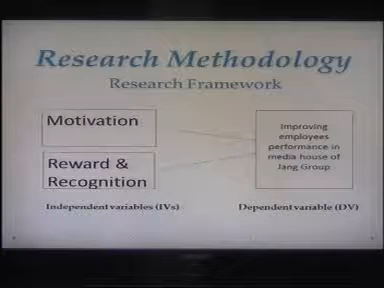 Research Methodology
Research Framework
Motivation
Reward &
Recognition
Improving
employees
performance in
media house of
Jang Group
Independent variables (IVs)
Dependent variable (DV)